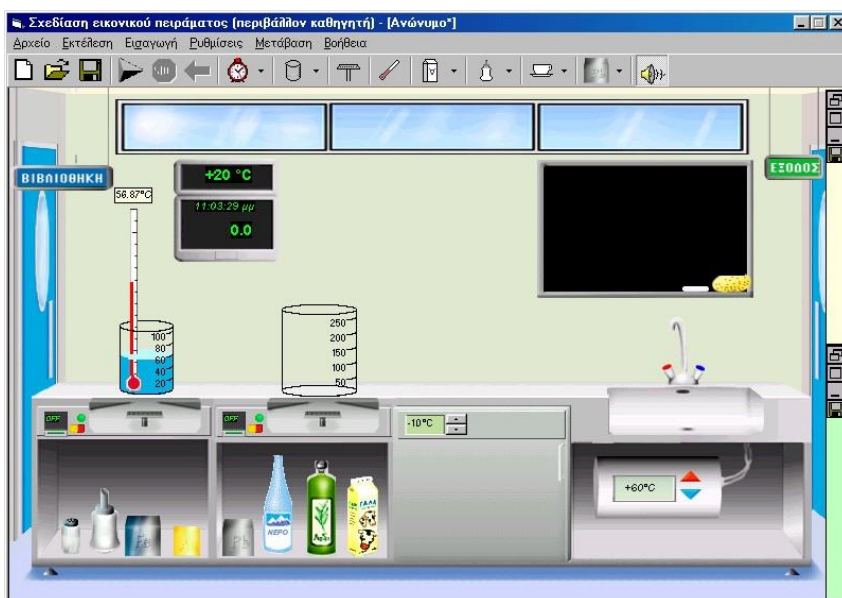 Σχεδίαση εικονικού πειράματος (περιβάλλον καθηγητή) - [Ανώνυμο*]
Αρχείο Εκτέλεση Εισαγωγή Ρυθμίσεις Μετάβαση Βοήθεια
ΒΙΒΛΙΟΘΗΚΗ
+20 °C
ΕΞΟΔΟΣ
56.87°C
11:03:29 μμ
0.0
100
80
60
40
20
250
200
150
100
50
OFF
OFF
-10°C
+60°C
Fe
Pb
ΝΕΡΟ
ΓΑΛΑ